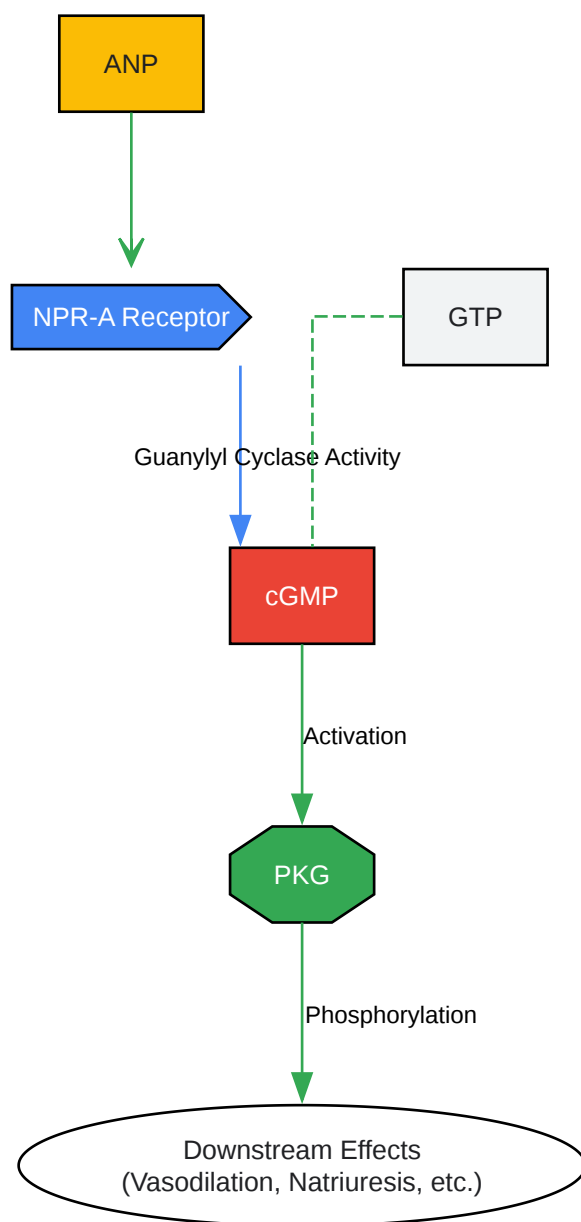 ANP
NPR-A Receptor
GTP
Guanylyl Cyclase Activity
cGMP
Activation
PKG
Phosphorylation
Downstream Effects
(Vasodilation, Natriuresis, etc.)